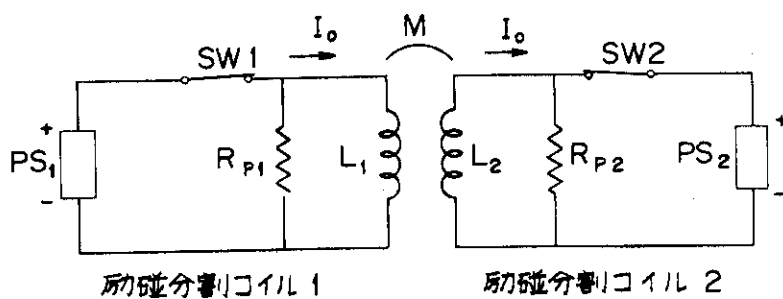 I₀ M I₀
SW1 SW2
+ +
PS₁ R_P1 L₁ L₂ R_P2 PS₂
- -
励磁分割コイル 1 励磁分割コイル 2